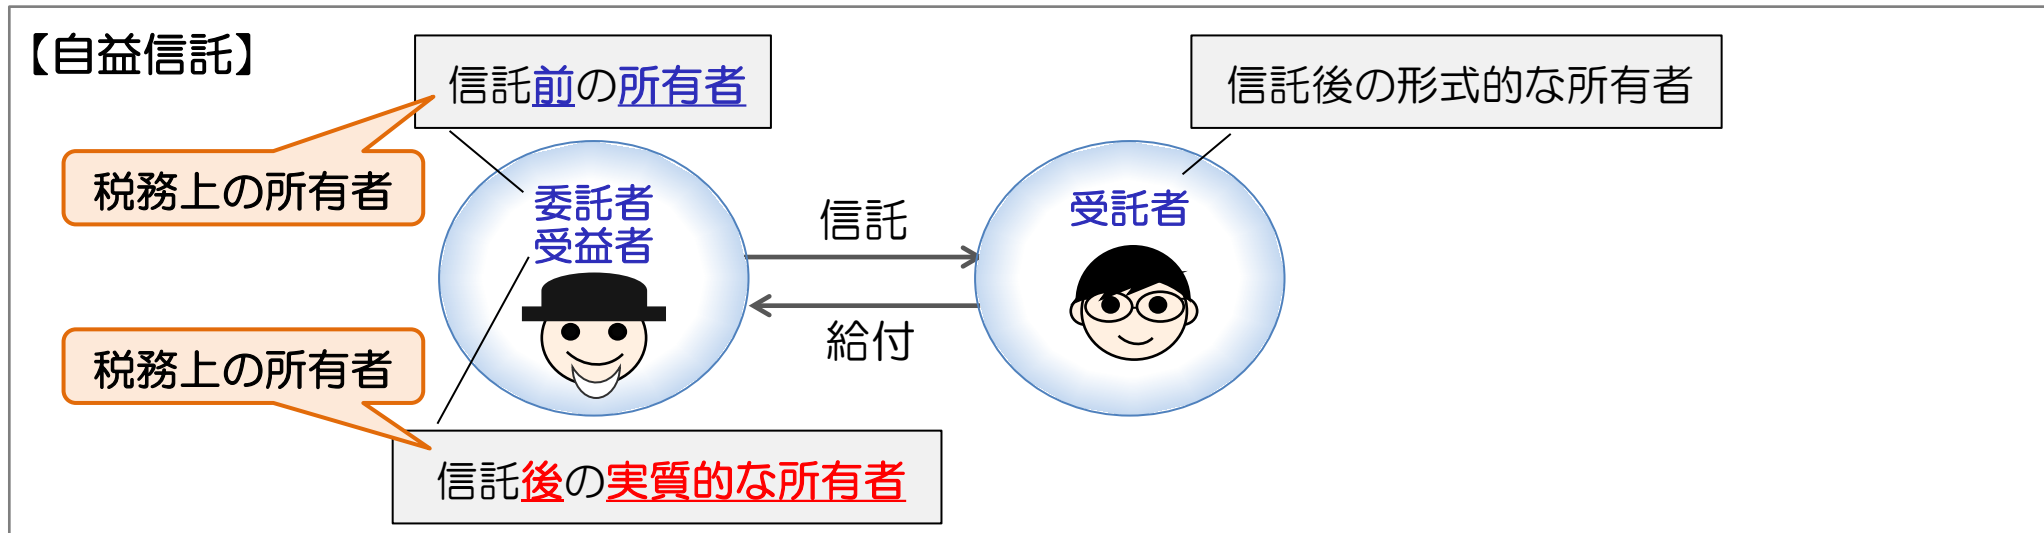 【自益信託】
信託前の所有者
信託後の形式的な所有者
税務上の所有者
委託者
受益者
信託
受託者
給付
税務上の所有者
信託後の実質的な所有者